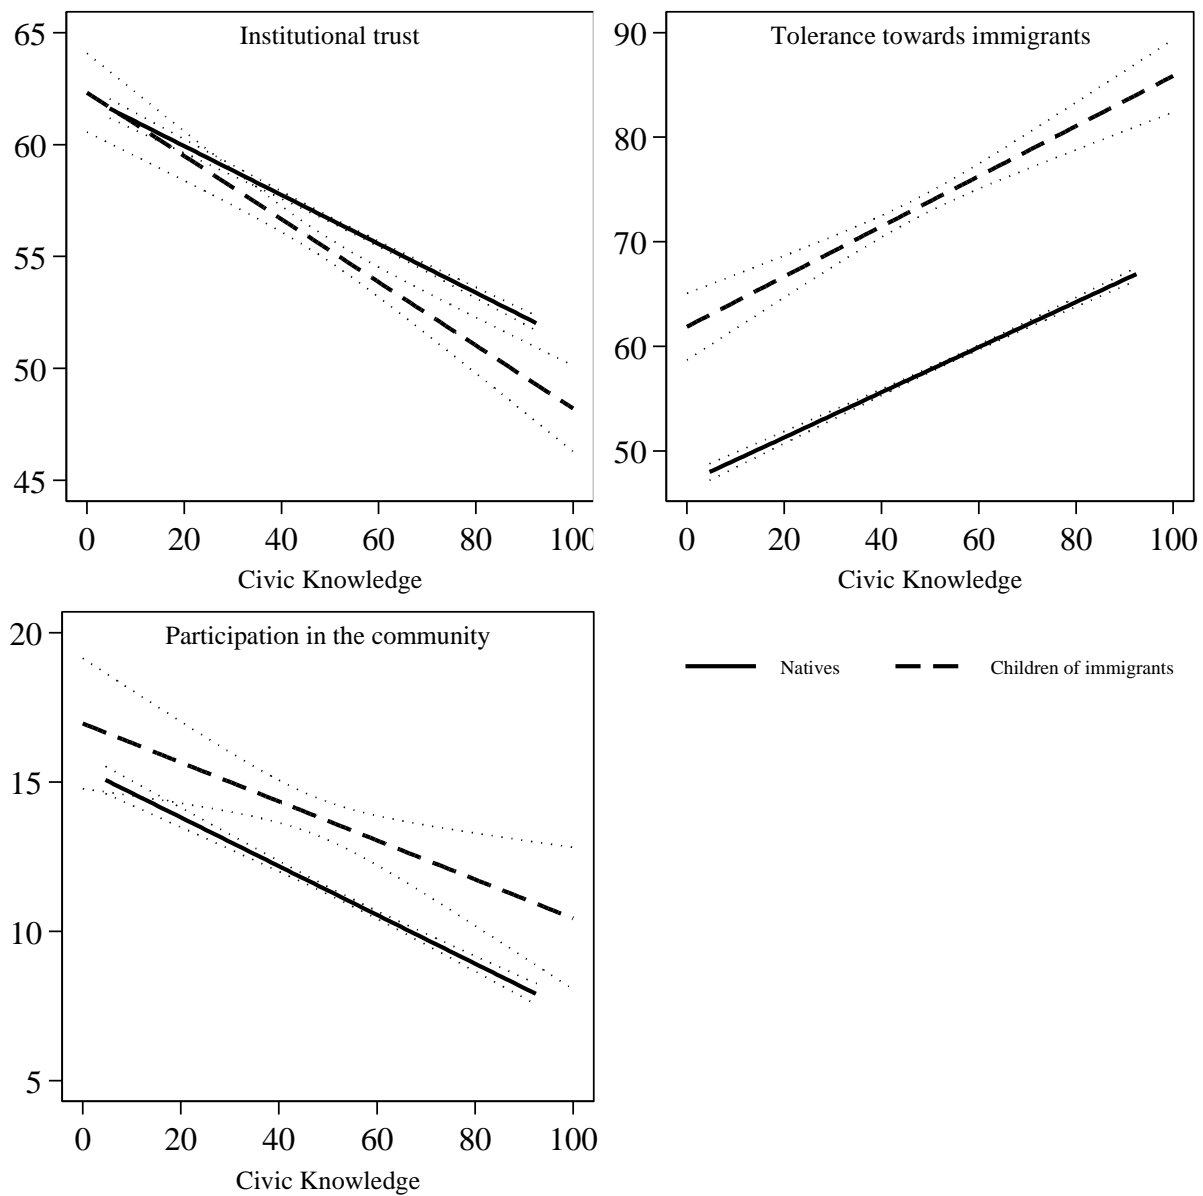 Institutional trust
65
60
55
50
45
0 20 40 60 80 100
Civic Knowledge
Tolerance towards immigrants
90
80
70
60
50
0 20 40 60 80 100
Civic Knowledge
Participation in the community
20
15
10
5
0 20 40 60 80 100
Civic Knowledge
Natives Children of immigrants